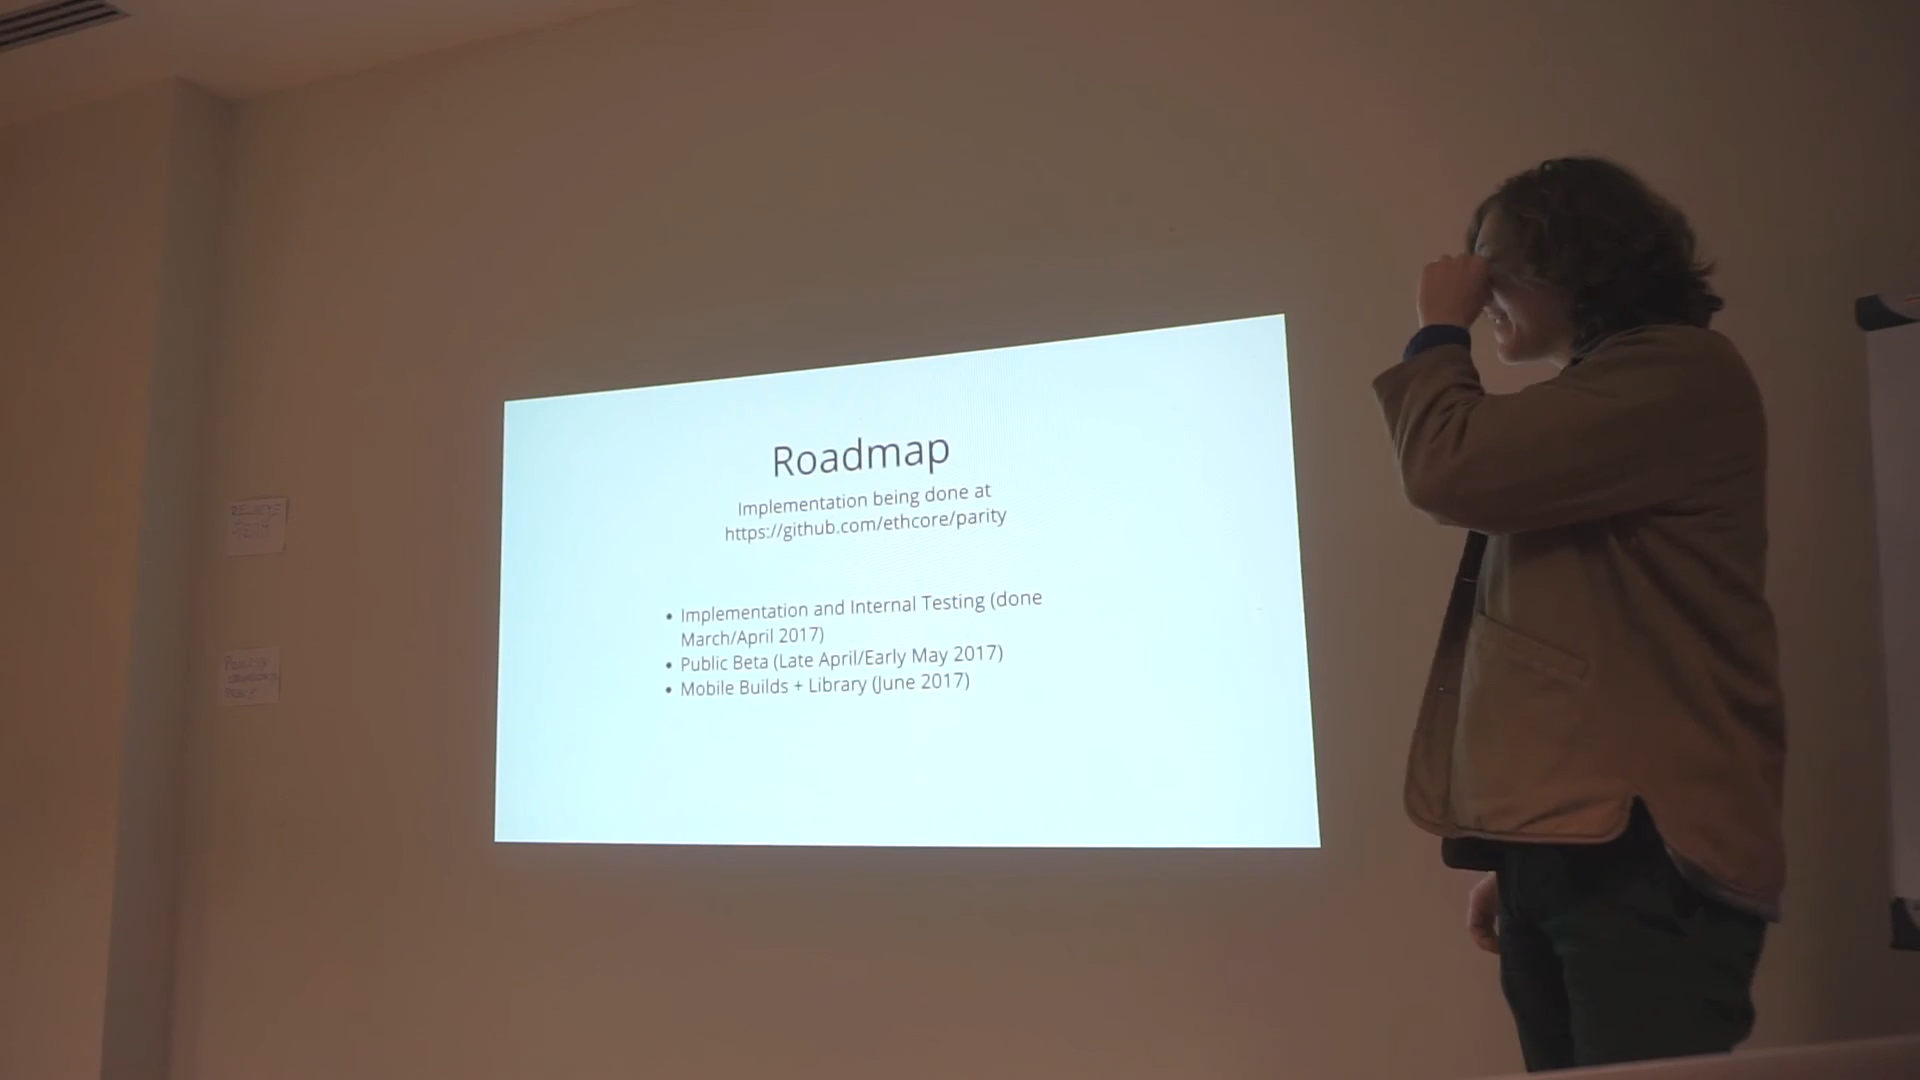 Roadmap
Implementation being done at
https://github.com/ethcore/parity
• Implementation and Internal Testing (done
March/April 2017)
• Public Beta (Late April/Early May 2017)
• Mobile Builds + Library (June 2017)